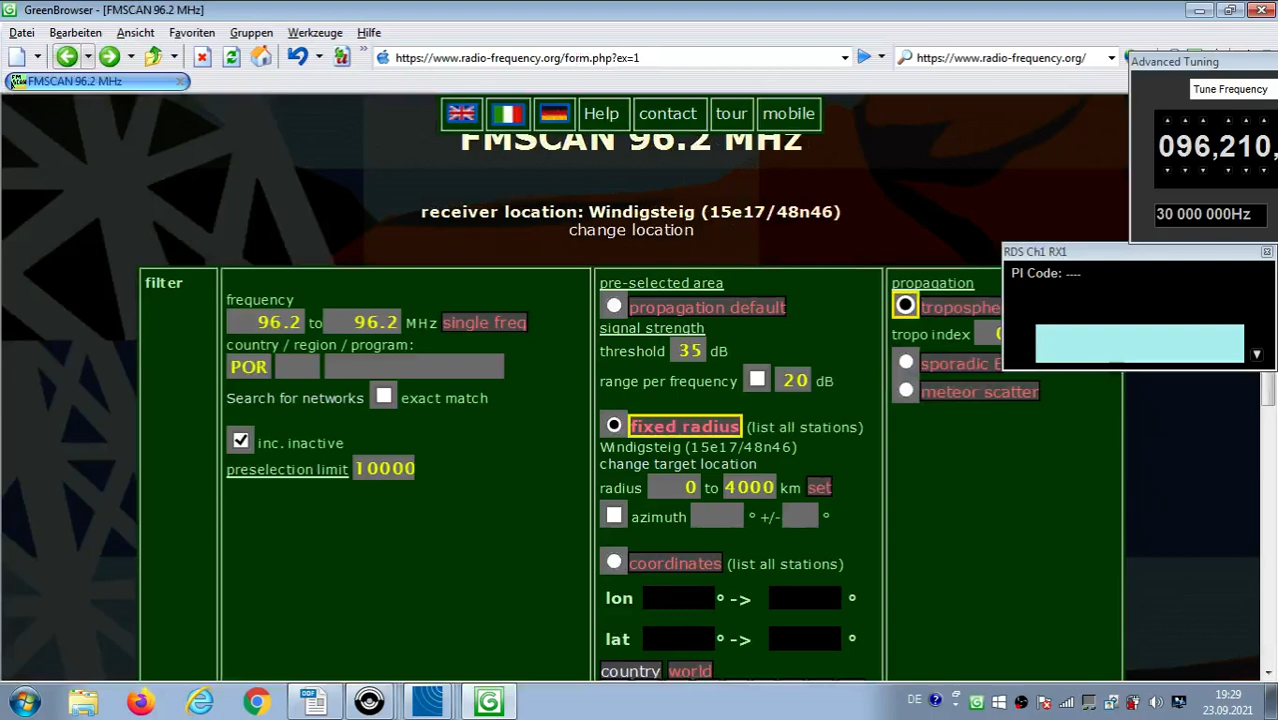 GreenBrowser - [FMSCAN 96.2 MHz]
Datei Bearbeiten Ansicht Favoriten Gruppen Werkzeuge Hilfe
https://www.radio-frequency.org/form.php?ex=1
https://www.radio-frequency.org/
FMSCAN 96.2 MHz
Advanced Tuning
Tune Frequency
096,210,
30 000 000Hz
Help contact tour mobile
FMSCAN 96.2 MHz
receiver location: Windigsteig (15e17/48n46)
change location
RDS Ch1 RX1
PI Code: ----
filter
frequency
96.2 to 96.2 MHz single freq
country / region / program:
POR
Search for networks exact match
inc. inactive
preselection limit 10000
pre-selected area
propagation default
signal strength
threshold 35 dB
range per frequency 20 dB
fixed radius (list all stations)
Windigsteig (15e17/48n46)
change target location
radius 0 to 4000 km set
azimuth ° +/- °
coordinates (list all stations)
lon ° -> °
lat ° -> °
country world
propagation
tropo index
sporadic
meteor scatter
DE
19:29
23.09.2021